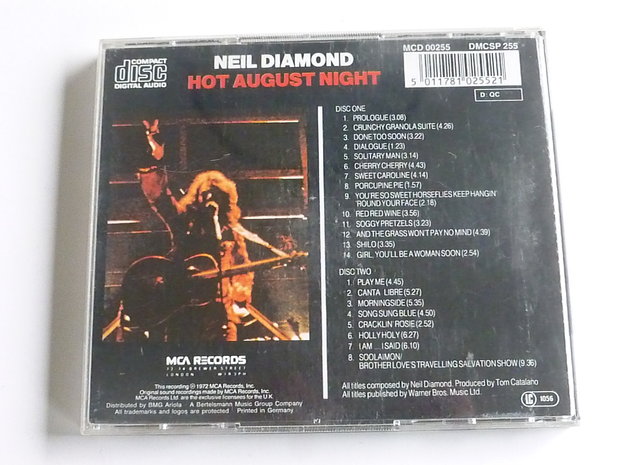 COMPACT
disc
DIGITAL AUDIO
NEIL DIAMOND
HOT AUGUST NIGHT
MCD 00255 DMCSP 255
5 011781 025521
D: QC
DISC ONE
1. PROLOGUE (3.08)
2. CRUNCHY GRANOLA SUITE (4.26)
3. DONE TOO SOON (3.22)
4. DIALOGUE (1.23)
5. SOLITARY MAN (3.14)
6. CHERRY CHERRY (4.43)
7. SWEET CAROLINE (4.14)
8. PORCUPINE PIE (1.57)
9. YOU'RE SO SWEET HORSEFLIES KEEP HANGIN'
'ROUND YOUR FACE (2.18)
10. RED RED WINE (3.56)
11. SOGGY PRETZELS (3.23)
12. AND THE GRASS WON'T PAY NO MIND (4.39)
13. SHILO (3.35)
14. GIRL, YOU'LL BE A WOMAN SOON (2.54)
DISC TWO
1. PLAY ME (4.45)
2. CANTA LIBRE (5.27)
3. MORNINGSIDE (5.35)
4. SONG SUNG BLUE (4.50)
5. CRACKLIN' ROSIE (2.52)
6. HOLLY HOLY (6.27)
7. I AM ... I SAID (6.10)
8. SOOLAIMON/
BROTHER LOVE'S TRAVELLING SALVATION SHOW (9.36)
All titles composed by Neil Diamond. Produced by Tom Catalano
All titles published by Warner Bros. Music Ltd.
LC 1056
MCA RECORDS
72 74 BREWER STREET
LONDON W1R3PH
This recording ℗ 1972 MCA Records, Inc.
Original sound recordings made by MCA Records, Inc.
MCA Records Ltd. are the exclusive licensees for the U.K.
Distributed by BMG Ariola - A Bertelsmann Music Group Company
All trademarks and logos are protected · Printed in Germany